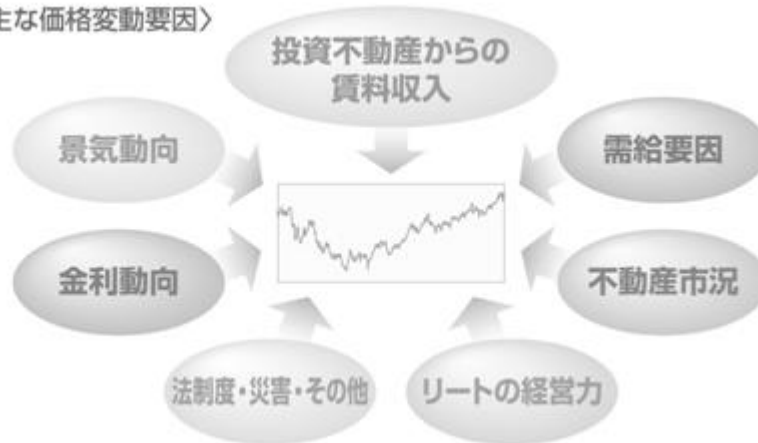 主な価格変動要因〉
投資不動産からの
賃料収入
景気動向
需給要因
金利動向
不動産市況
法制度・災害・その他
リートの経営力